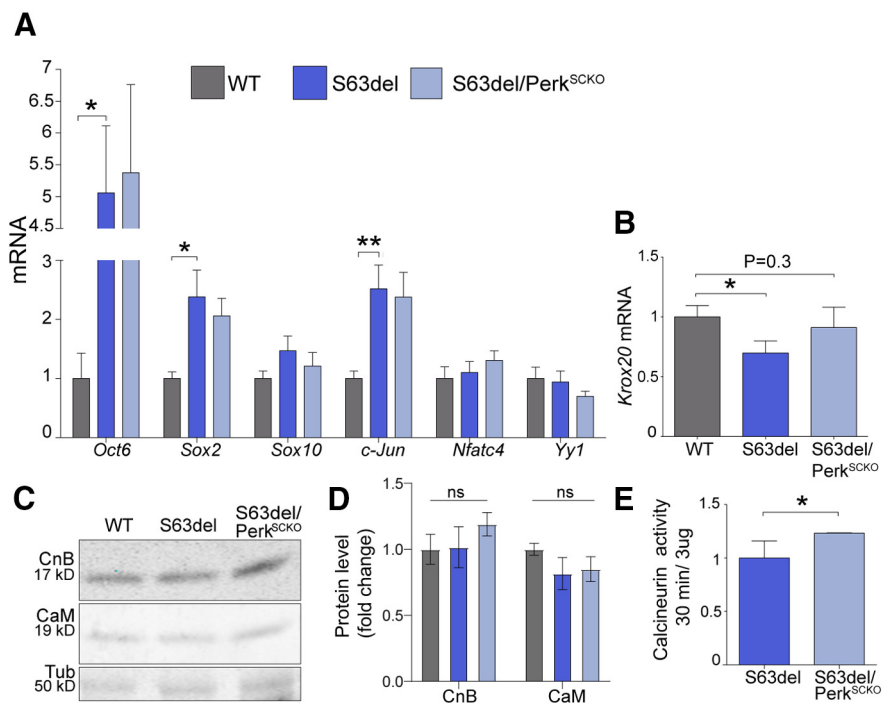 A
WT
S63del
S63del/Perk^SCKO
mRNA
7
6.5
6
5.5
5
4.5
3
2
1
0
*
*
**
Oct6
Sox2
Sox10
c-Jun
Nfatc4
Yy1
B
Krox20 mRNA
1.5
1
0.5
0
P=0.3
*
WT
S63del
S63del/
Perk^SCKO
C
WT
S63del
S63del/
Perk^SCKO
CnB
17 kD
CaM
19 kD
Tub
50 kD
D
Protein level
(fold change)
1.5
1.0
0.5
0.0
ns
ns
CnB
CaM
E
Calcineurin activity
30 min/ 3ug
1.5
1
0.5
0
*
S63del
S63del/
Perk^SCKO